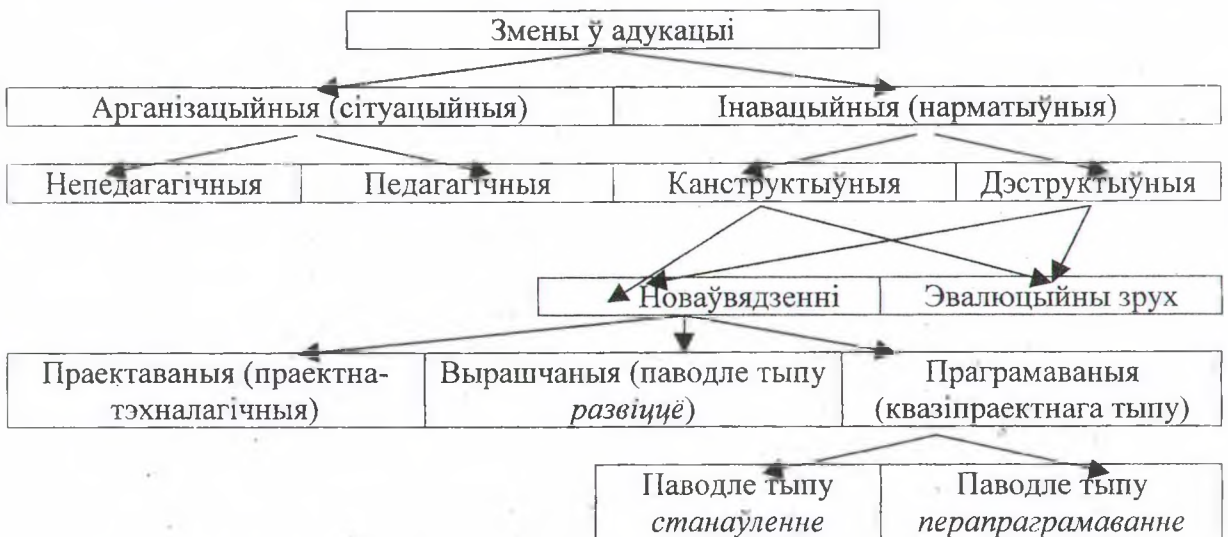 Змены ў адукацыі
Арганізацыйныя (сітуацыйныя) Інавацыйныя (нарматыўныя)
Непедагагічныя Педагагічныя Канструктыўныя Дэструктыўныя
Новаўвядзенні Эвалюцыйны зрух
Праектаваныя (праектна-
тэхналагічныя)
Вырашчаныя (паводле тыпу
развіццё)
Праграмаваныя
(квазіпраектнага тыпу)
Паводле тыпу
станаўленне
Паводле тыпу
перапраграмаванне